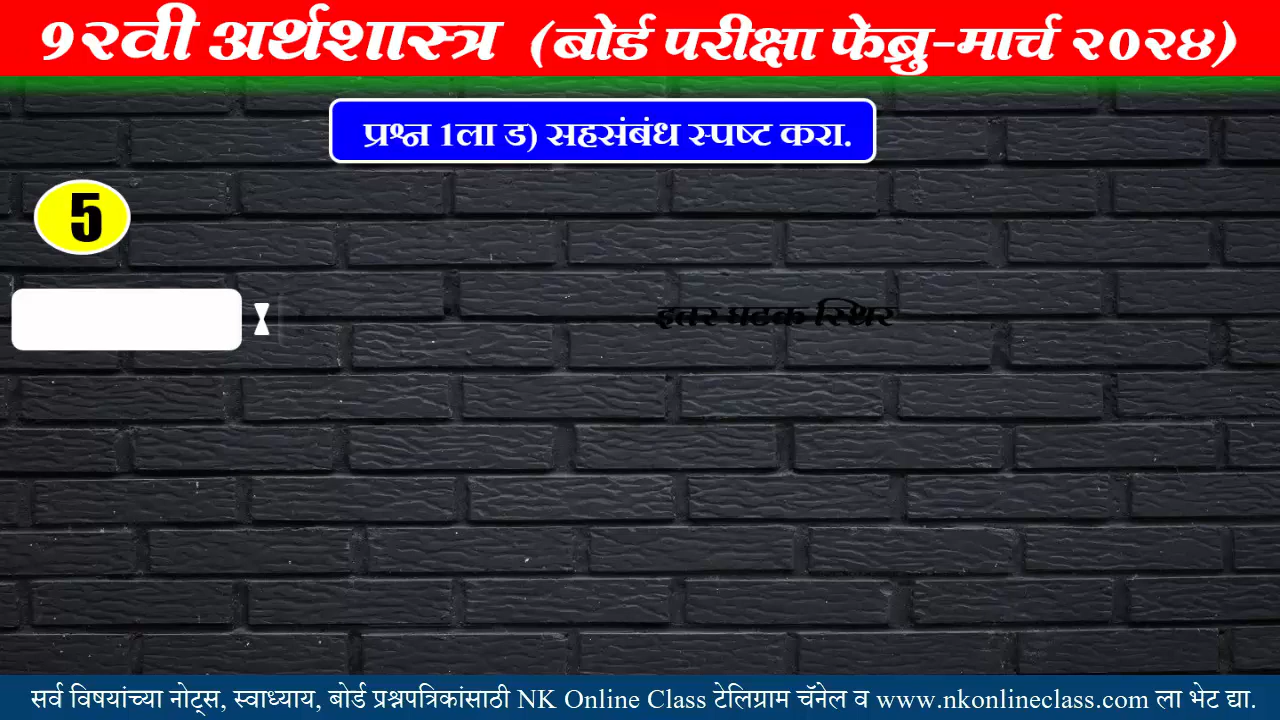 १२वी अर्थशास्त्र (बोर्ड परीक्षा फेब्रु-मार्च २०२४)
प्रश्न 1ला ड) सहसंबंध स्पष्ट करा.
5
इतर घटक स्थिर
सर्व विषयांच्या नोट्स, स्वाध्याय, बोर्ड प्रश्नपत्रिकांसाठी NK Online Class टेलिग्राम चॅनेल व www.nkonlineclass.com ला भेट द्या.